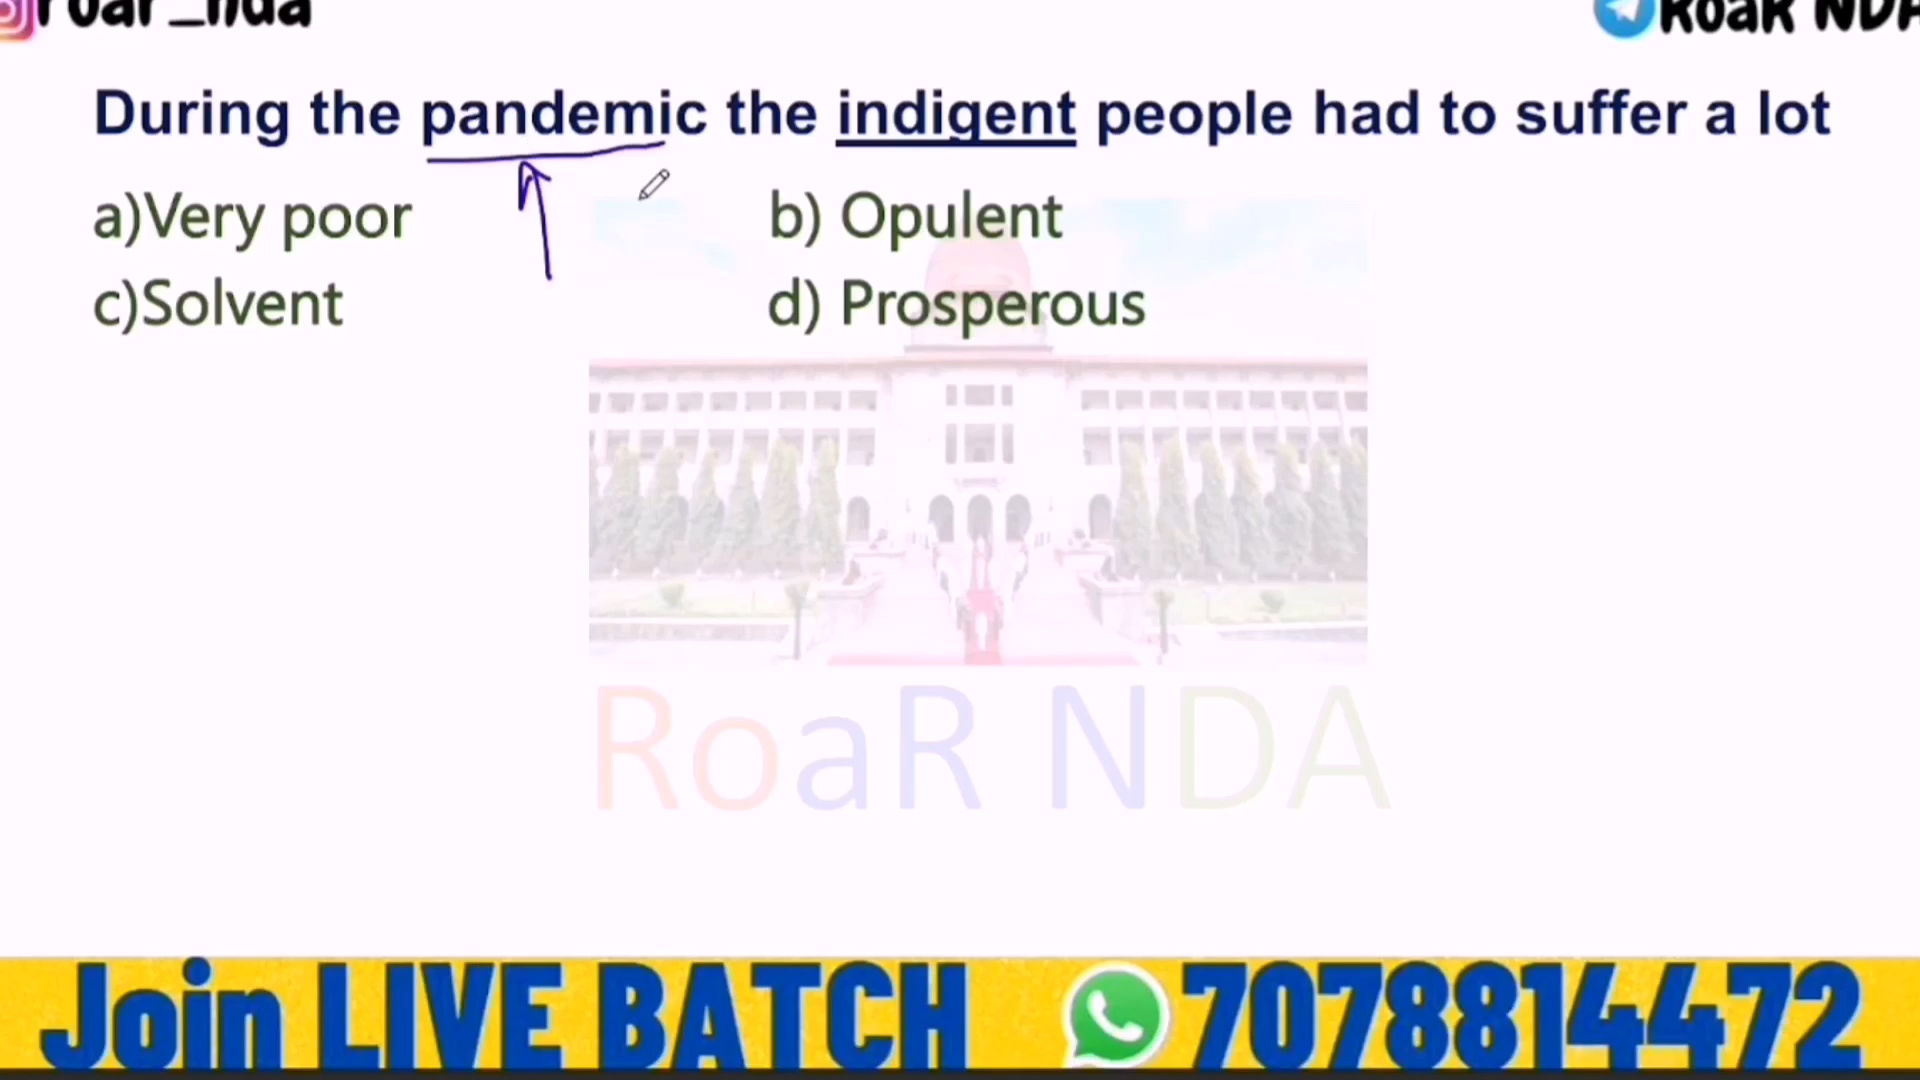 roar_nda
RoaR NDA
During the pandemic the indigent people had to suffer a lot
a)Very poor
b) Opulent
c)Solvent
d) Prosperous
RoaR NDA
Join LIVE BATCH 7078814472